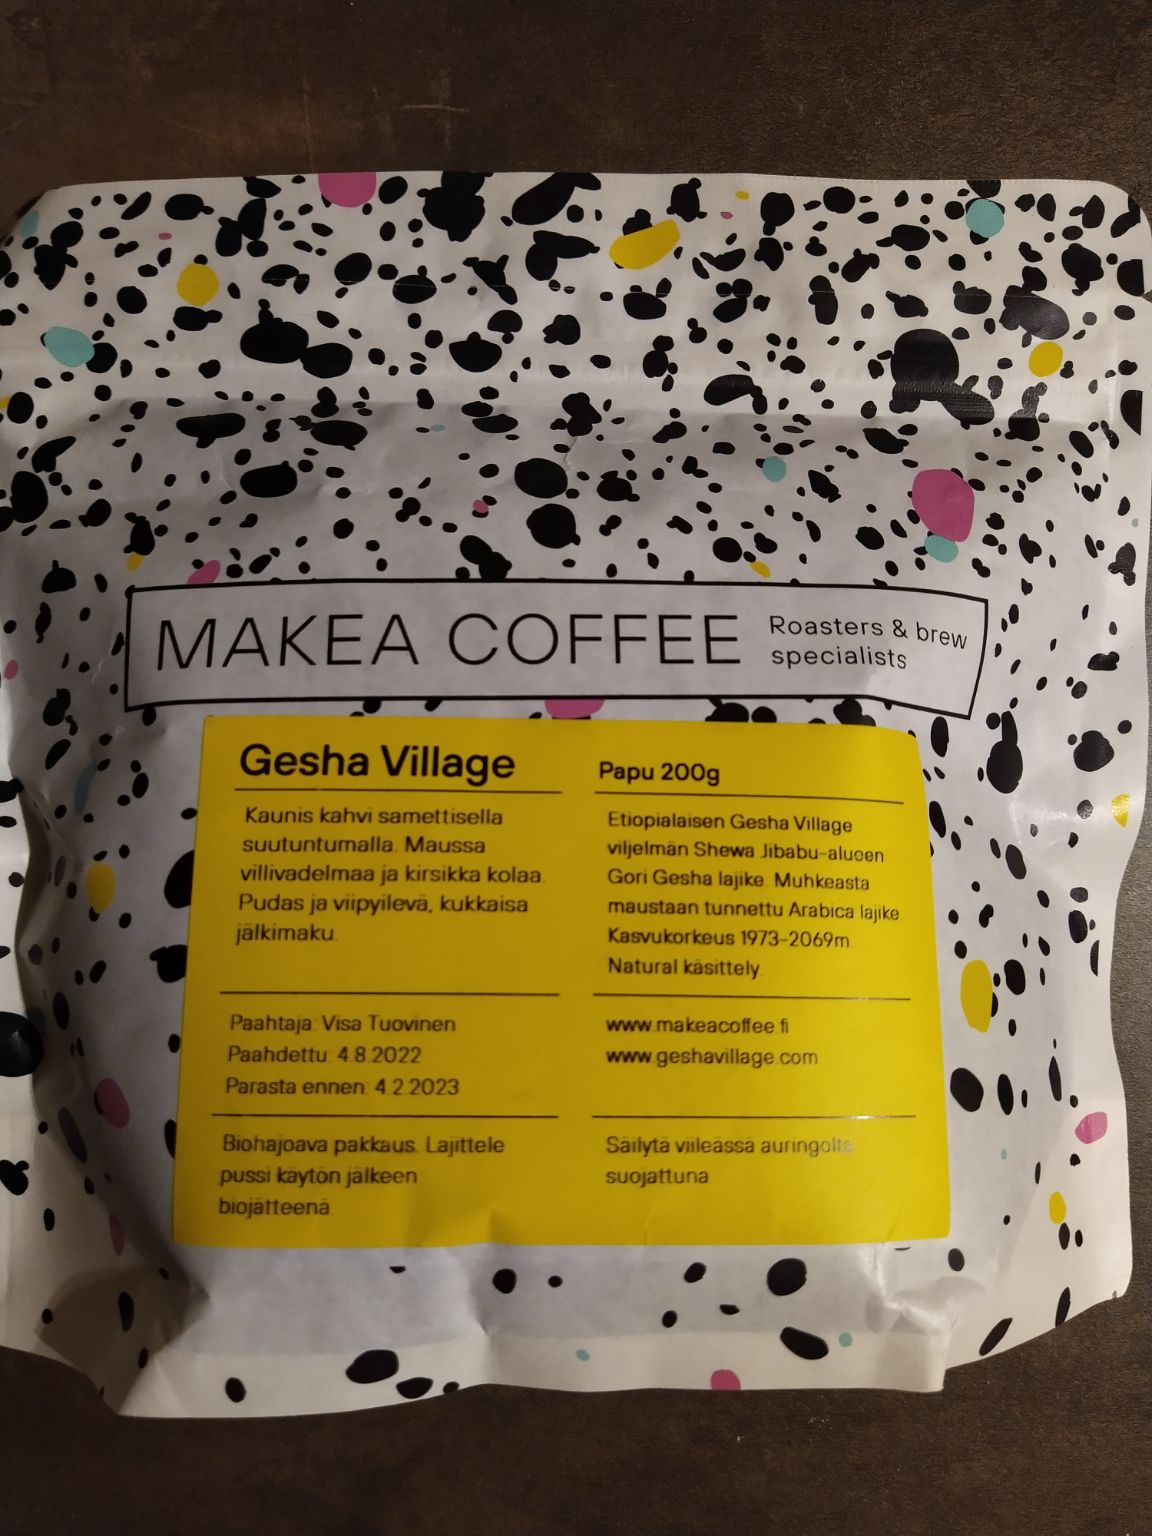 MAKEA COFFEE
Roasters & brew
specialists
Gesha Village
Kaunis kahvi samettisella
suutuntumalla. Maussa
villivadelmaa ja kirsikka kolaa.
Pudas ja viipyilevä, kukkaisa
jälkimaku.
Papu 200g
Etiopialaisen Gesha Village
viljelmän Shewa Jibabu-alueen
Gori Gesha lajike. Muhkeasta
maustaan tunnettu Arabica lajike.
Kasvukorkeus 1973-2069m.
Natural käsittely.
Paahtaja: Visa Tuovinen
Paahdettu: 4.8.2022
Parasta ennen: 4.2.2023
www.makeacoffee.fi
www.geshavillage.com
Biohajoava pakkaus. Lajittele
pussi käytön jälkeen
biojätteenä.
Säilytä viileässä auringolta
suojattuna